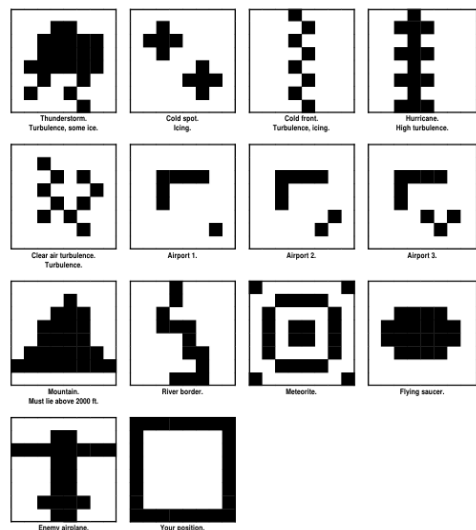 Thunderstorm.
Turbulence, some ice.
Cold spot.
Icing.
Cold front.
Turbulence, icing.
Hurricane.
High turbulence.
Clear air turbulence.
Turbulence.
Airport 1.
Airport 2.
Airport 3.
Mountain.
Must lie above 2000 ft.
River border.
Meteorite.
Flying saucer.
Enemy airplane.
Your position.